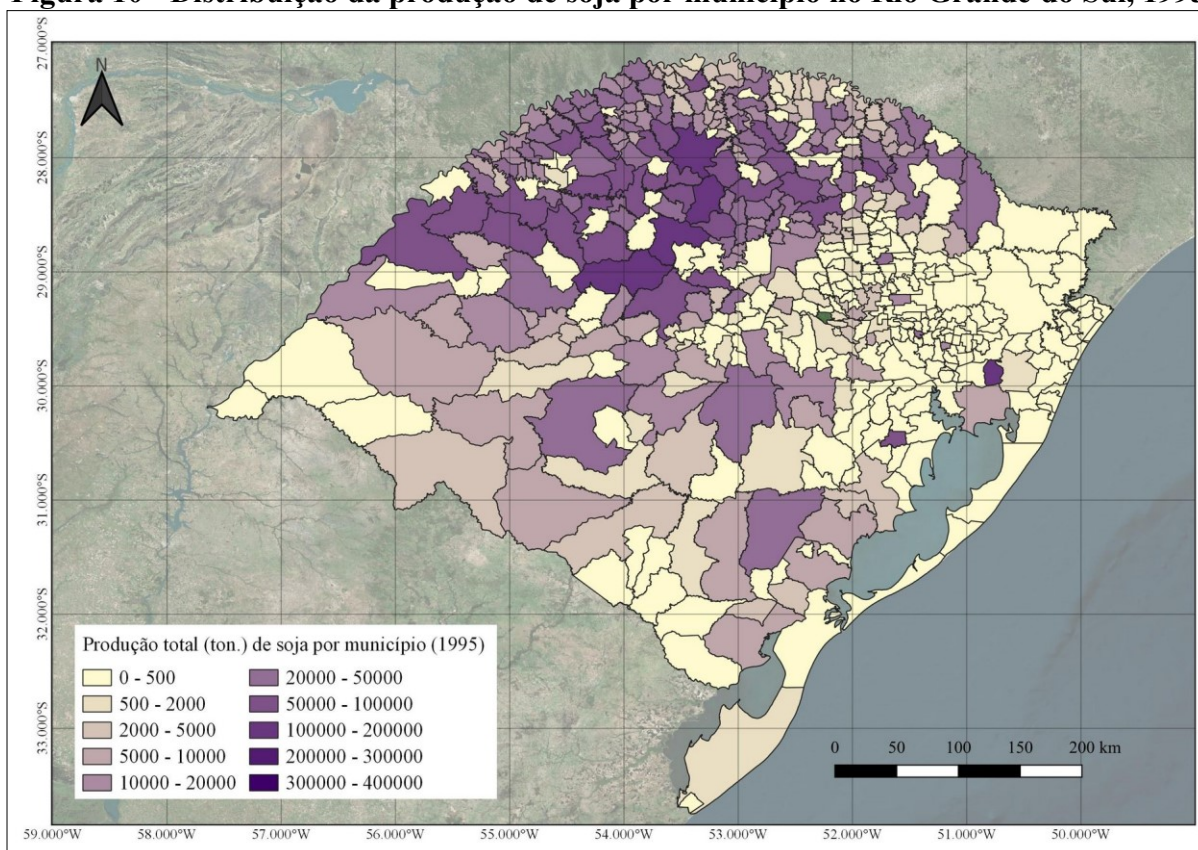 Figura 10 - Distribuição da produção de soja por município no Rio Grande do Sul,
N
27.000°S
28.000°S
29.000°S
30.000°S
31.000°S
32.000°S
33.000°S
Produção total (ton.) de soja por município (1995)
0 - 500
500 - 2000
2000 - 5000
5000 - 10000
10000 - 20000
20000 - 50000
50000 - 100000
100000 - 200000
200000 - 300000
300000 - 400000
0 50 100 150 200 km
59.000°W 58.000°W 57.000°W 56.000°W 55.000°W 54.000°W 53.000°W 52.000°W 51.000°W 50.000°W